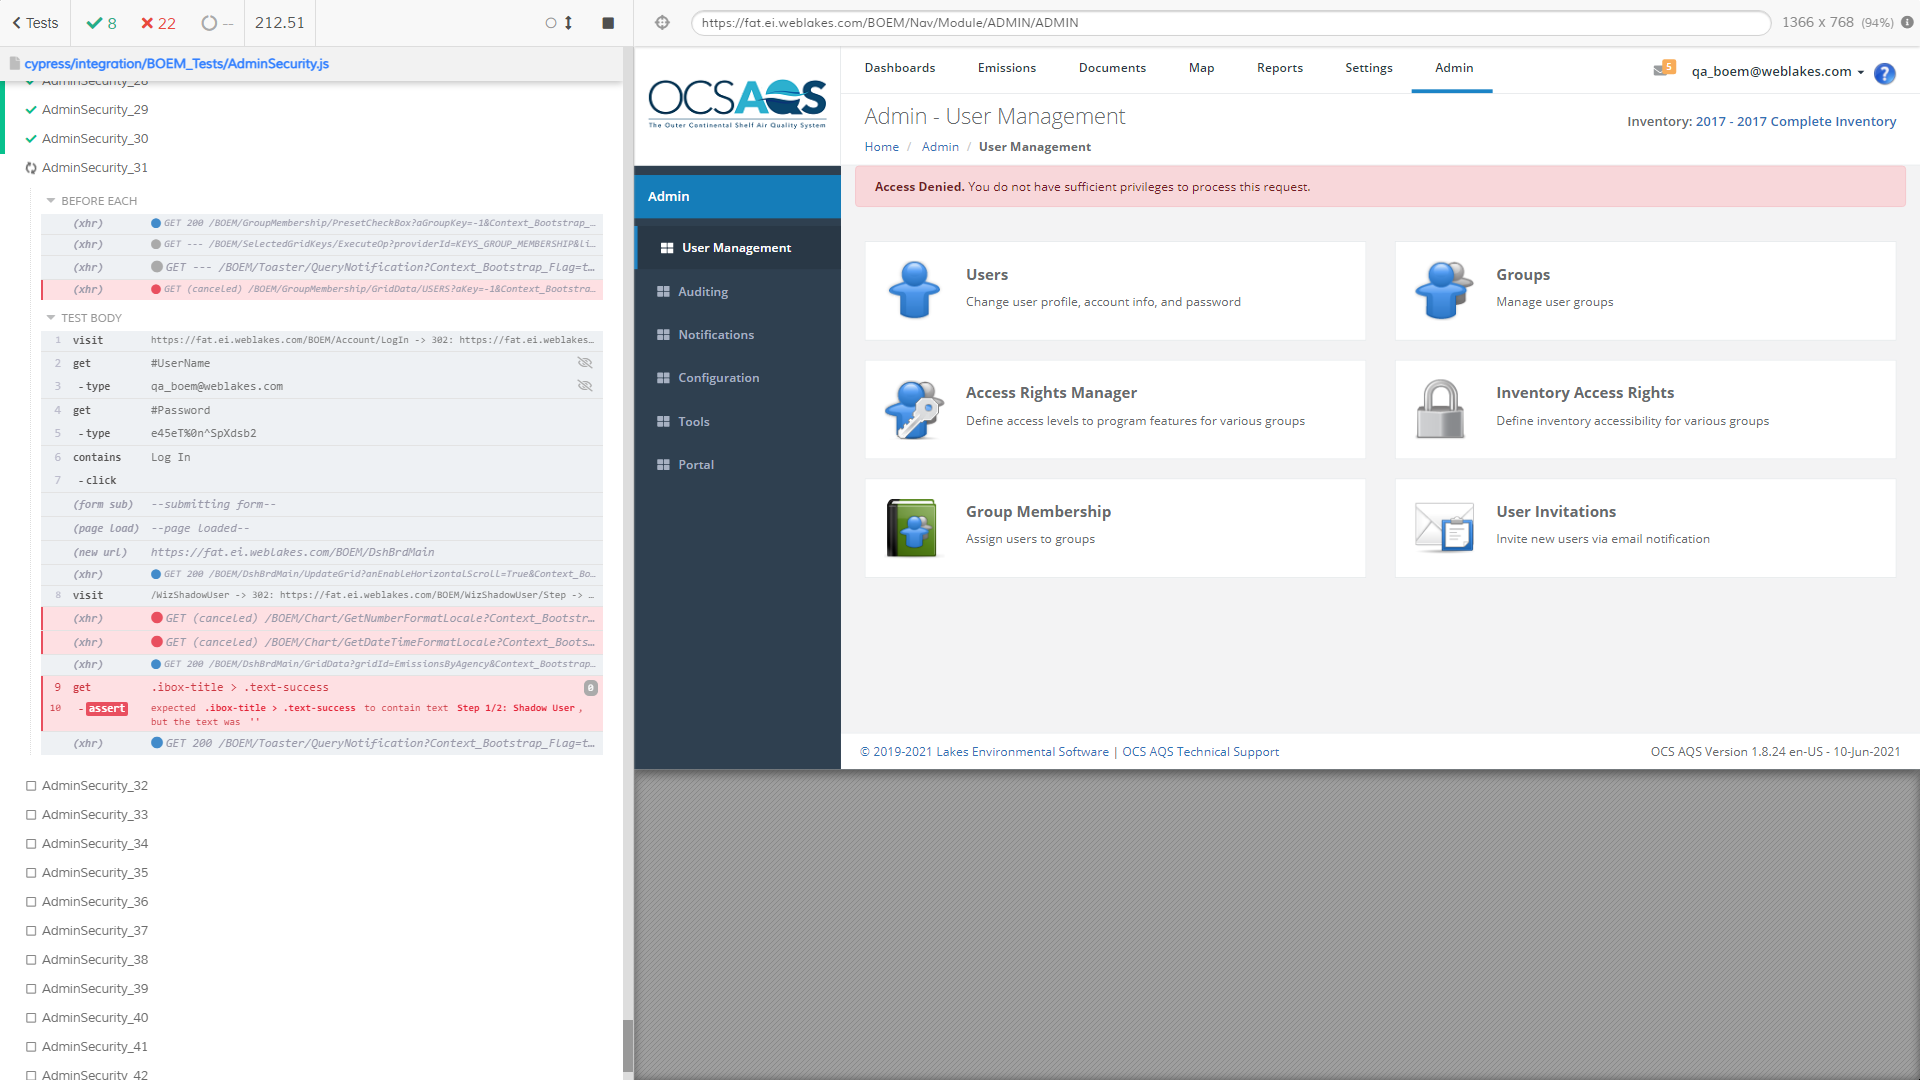 Tests
8
22
--
212.51
cypress/integration/BOEM_Tests/AdminSecurity.js
AdminSecurity_28
AdminSecurity_29
AdminSecurity_30
AdminSecurity_31
BEFORE EACH
(xhr) GET 200 /BOEM/GroupMembership/PresetCheckBox?aGroupKey=-1&Context_Bootstrap_...
(xhr) GET --- /BOEM/SelectedGridKeys/ExecuteOp?providerId=KEYS_GROUP_MEMBERSHIP&li...
(xhr) GET --- /BOEM/Toaster/QueryNotification?Context_Bootstrap_Flag=t...
(xhr) GET (canceled) /BOEM/GroupMembership/GridData/USERS?aKey=-1&Context_Bootstra...
TEST BODY
1 visit https://fat.ei.weblakes.com/BOEM/Account/LogIn -> 302: https://fat.ei.weblakes...
2 get #UserName
3 -type qa_boem@weblakes.com
4 get #Password
5 -type e45eT%0n^SpXdsb2
6 contains Log In
7 -click
(form sub) --submitting form--
(page load) --page loaded--
(new url) https://fat.ei.weblakes.com/BOEM/DshBrdMain
(xhr) GET 200 /BOEM/DshBrdMain/UpdateGrid?anEnableHorizontalScroll=True&Context_Bo...
8 visit /WizShadowUser -> 302: https://fat.ei.weblakes.com/BOEM/WizShadowUser/Step -> ...
(xhr) GET (canceled) /BOEM/Chart/GetNumberFormatLocale?Context_Bootstr...
(xhr) GET (canceled) /BOEM/Chart/GetDateTimeFormatLocale?Context_Boots...
(xhr) GET 200 /BOEM/DshBrdMain/GridData?gridId=EmissionsByAgency&Context_Bootstrap...
9 get .ibox-title > .text-success 0
10 -assert expected .ibox-title > .text-success to contain text Step 1/2: Shadow User,
but the text was ''
(xhr) GET 200 /BOEM/Toaster/QueryNotification?Context_Bootstrap_Flag=t...
AdminSecurity_32
AdminSecurity_33
AdminSecurity_34
AdminSecurity_35
AdminSecurity_36
AdminSecurity_37
AdminSecurity_38
AdminSecurity_39
AdminSecurity_40
AdminSecurity_41
AdminSecurity_42
https://fat.ei.weblakes.com/BOEM/Nav/Module/ADMIN/ADMIN
1366 x 768 (94%)
OCSAQS
The Outer Continental Shelf Air Quality System
Dashboards
Emissions
Documents
Map
Reports
Settings
Admin
5
qa_boem@weblakes.com
?
Admin - User Management
Home / Admin / User Management
Inventory: 2017 - 2017 Complete Inventory
Access Denied. You do not have sufficient privileges to process this request.
Admin
User Management
Auditing
Notifications
Configuration
Tools
Portal
Users
Change user profile, account info, and password
Groups
Manage user groups
Access Rights Manager
Define access levels to program features for various groups
Inventory Access Rights
Define inventory accessibility for various groups
Group Membership
Assign users to groups
User Invitations
Invite new users via email notification
© 2019-2021 Lakes Environmental Software | OCS AQS Technical Support
OCS AQS Version 1.8.24 en-US - 10-Jun-2021